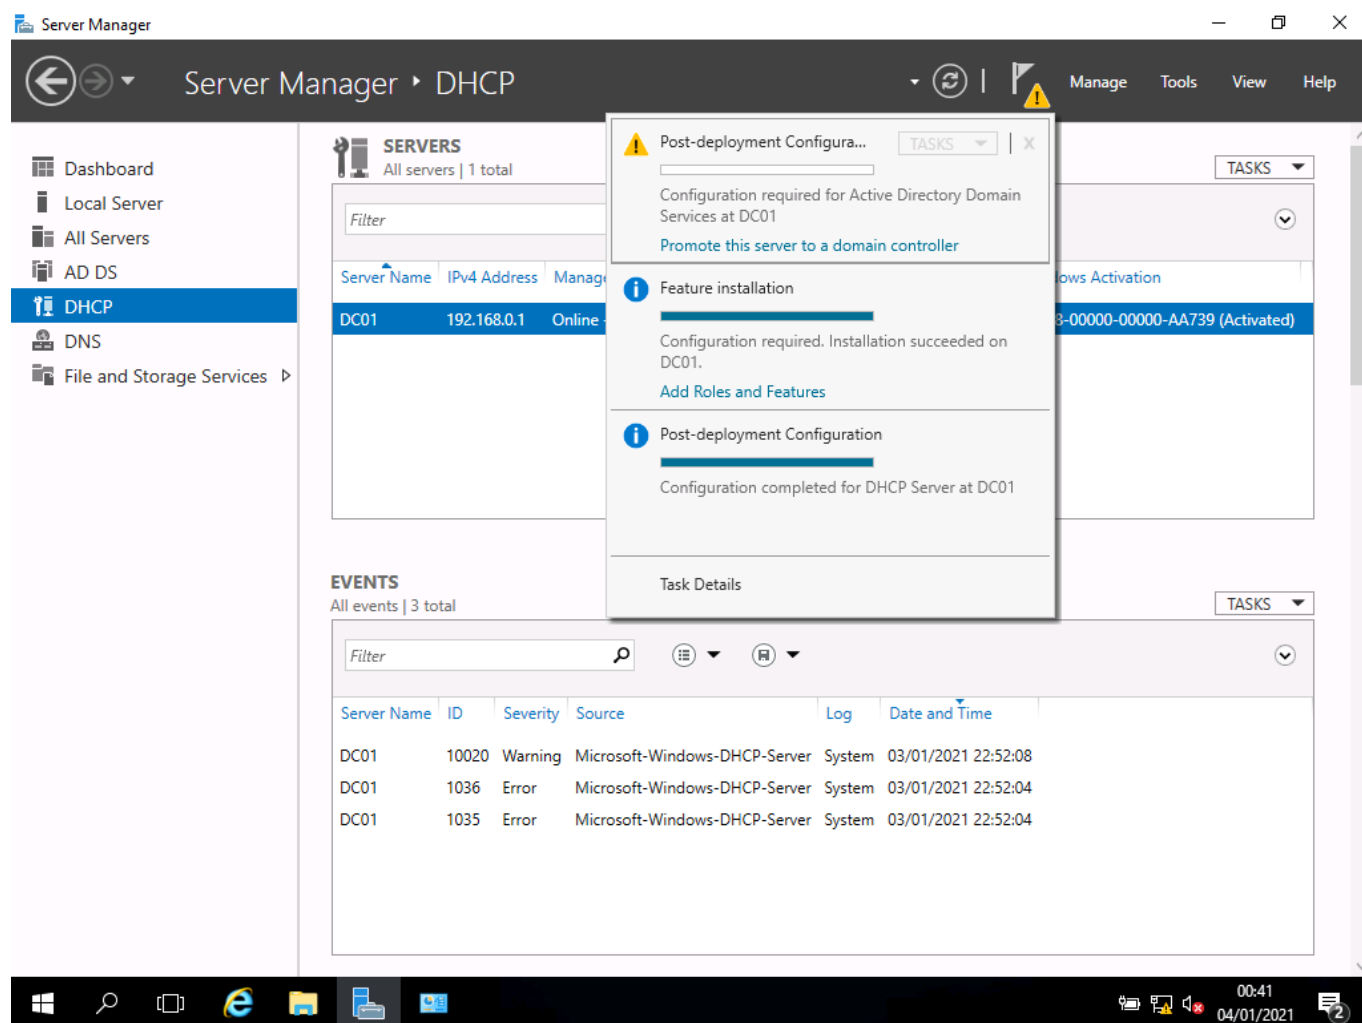 Server Manager
Server Manager DHCP
Manage Tools View Help
Dashboard
Local Server
All Servers
AD DS
DHCP
DNS
File and Storage Services
SERVERS
All servers | 1 total
TASKS
Filter
Server Name IPv4 Address Manage
DC01 192.168.0.1 Online -
ows Activation
8-00000-00000-AA739 (Activated)
Post-deployment Configura...
TASKS
x
Configuration required for Active Directory Domain
Services at DC01
Promote this server to a domain controller
Feature installation
Configuration required. Installation succeeded on
DC01.
Add Roles and Features
Post-deployment Configuration
Configuration completed for DHCP Server at DC01
Task Details
EVENTS
All events | 3 total
TASKS
Filter
Server Name ID Severity Source Log Date and Time
DC01 10020 Warning Microsoft-Windows-DHCP-Server System 03/01/2021 22:52:08
DC01 1036 Error Microsoft-Windows-DHCP-Server System 03/01/2021 22:52:04
DC01 1035 Error Microsoft-Windows-DHCP-Server System 03/01/2021 22:52:04
00:41
04/01/2021
2